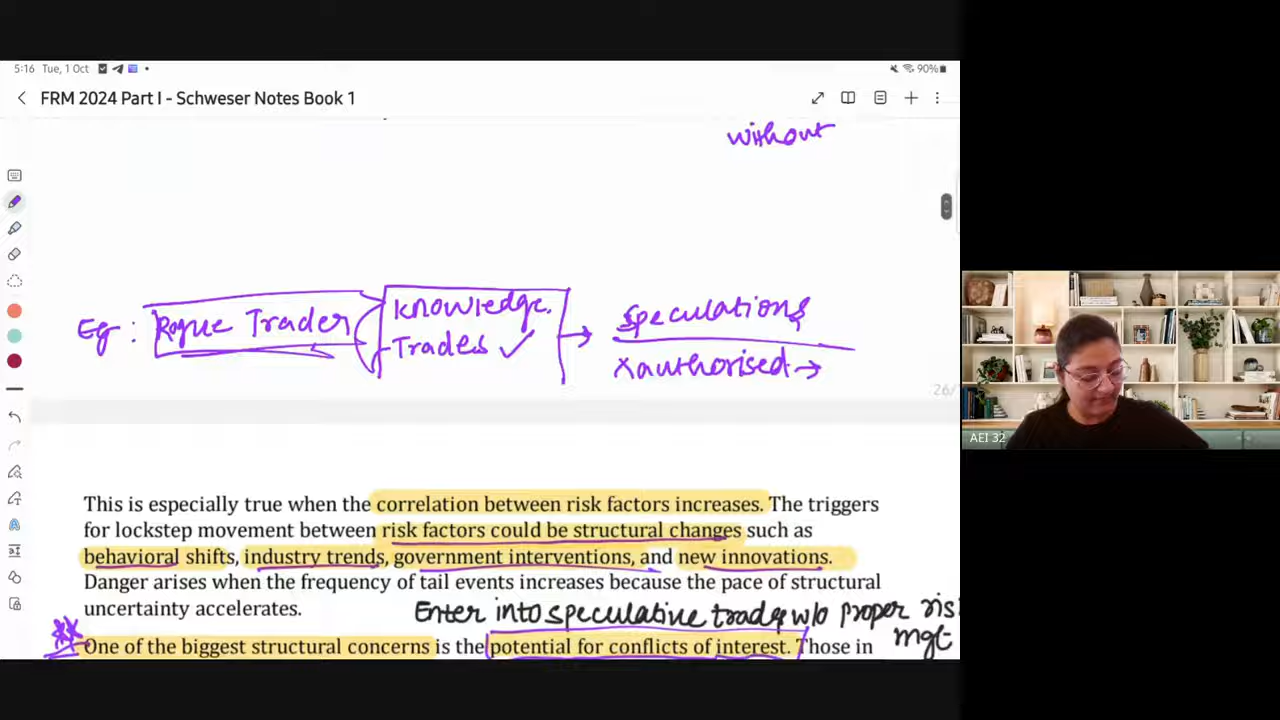 5:16 Tue, 1 Oct
90%
FRM 2024 Part I - Schweser Notes Book 1
without
Eg: Rogue Trader
Knowledge.
Trades ✓
→ Speculations
x authorised →
26/
This is especially true when the correlation between risk factors increases. The triggers
for lockstep movement between risk factors could be structural changes such as
behavioral shifts, industry trends, government interventions, and new innovations.
Danger arises when the frequency of tail events increases because the pace of structural
uncertainty accelerates.
Enter into speculative trades w/o proper ris
mgt
One of the biggest structural concerns is the potential for conflicts of interest. Those in
AEI 32